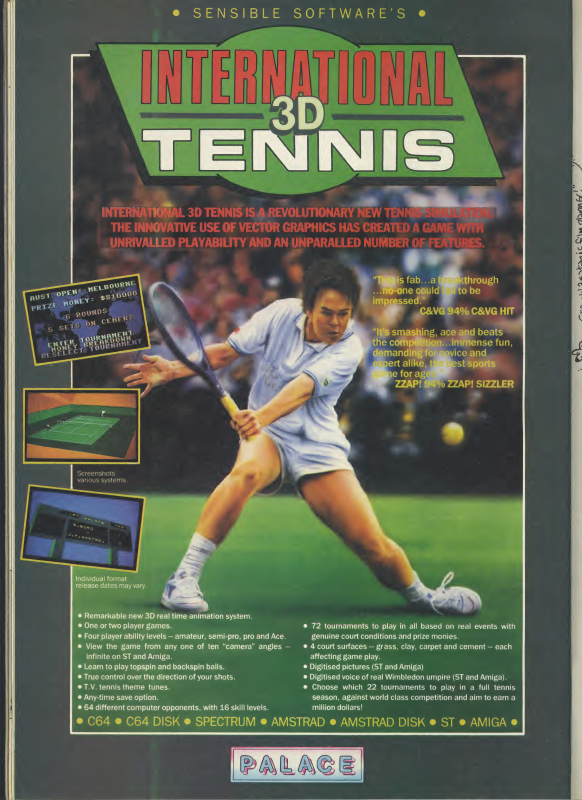 • SENSIBLE SOFTWARE'S •
INTERNATIONAL
3D
TENNIS
INTERNATIONAL 3D TENNIS IS A REVOLUTIONARY NEW TENNIS SIMULATION.
THE INNOVATIVE USE OF VECTOR GRAPHICS HAS CREATED A GAME WITH
UNRIVALLED PLAYABILITY AND AN UNPARALLED NUMBER OF FEATURES.
AUST OPEN: MELBOURNE
PRIZE MONEY: $810000
6 ROUNDS
5 SETS ON CEMENT
ENTER TOURNAMENT
MONEY BREAKDOWN
RESELECT TOURNAMENT
"This is fab...a breakthrough
...no-one could fail to be
impressed."
C&VG 94% C&VG HIT
"It's smashing, ace and beats
the competition...Immense fun,
demanding for novice and
expert alike, the best sports
game for ages."
ZZAP! 94% ZZAP! SIZZLER
Screenshots
various systems.
PALACE
Individual format
release dates may vary.
• Remarkable new 3D real time animation system.
• One or two player games.
• Four player ability levels – amateur, semi-pro, pro and Ace.
• View the game from any one of ten "camera" angles –
infinite on ST and Amiga.
• Learn to play topspin and backspin balls.
• True control over the direction of your shots.
• T.V. tennis theme tunes.
• Any-time save option.
• 64 different computer opponents, with 16 skill levels.
• 72 tournaments to play in all based on real events with
genuine court conditions and prize monies.
• 4 court surfaces – grass, clay, carpet and cement – each
affecting game play.
• Digitised pictures (ST and Amiga)
• Digitised voice of real Wimbledon umpire (ST and Amiga).
• Choose which 22 tournaments to play in a full tennis
season, against world class competition and aim to earn a
million dollars!
• C64 • C64 DISK • SPECTRUM • AMSTRAD • AMSTRAD DISK • ST • AMIGA •
PALACE